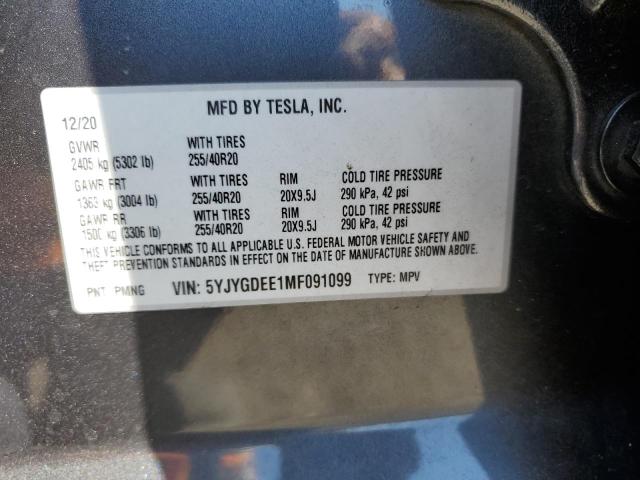 MFD BY TESLA, INC.
12/20
GVWR WITH TIRES
2405 kg (5302 lb) 255/40R20
GAWR FRT WITH TIRES RIM COLD TIRE PRESSURE
1363 kg (3004 lb) 255/40R20 20X9.5J 290 kPa, 42 psi
GAWR RR WITH TIRES RIM COLD TIRE PRESSURE
1500 kg (3306 lb) 255/40R20 20X9.5J 290 kPa, 42 psi
THIS VEHICLE CONFORMS TO ALL APPLICABLE U.S. FEDERAL MOTOR VEHICLE SAFETY AND
THEFT PREVENTION STANDARDS IN EFFECT ON THE DATE OF MANUFACTURE SHOWN ABOVE.
PNT: PMNG VIN: 5YJYGDEE1MF091099 TYPE: MPV